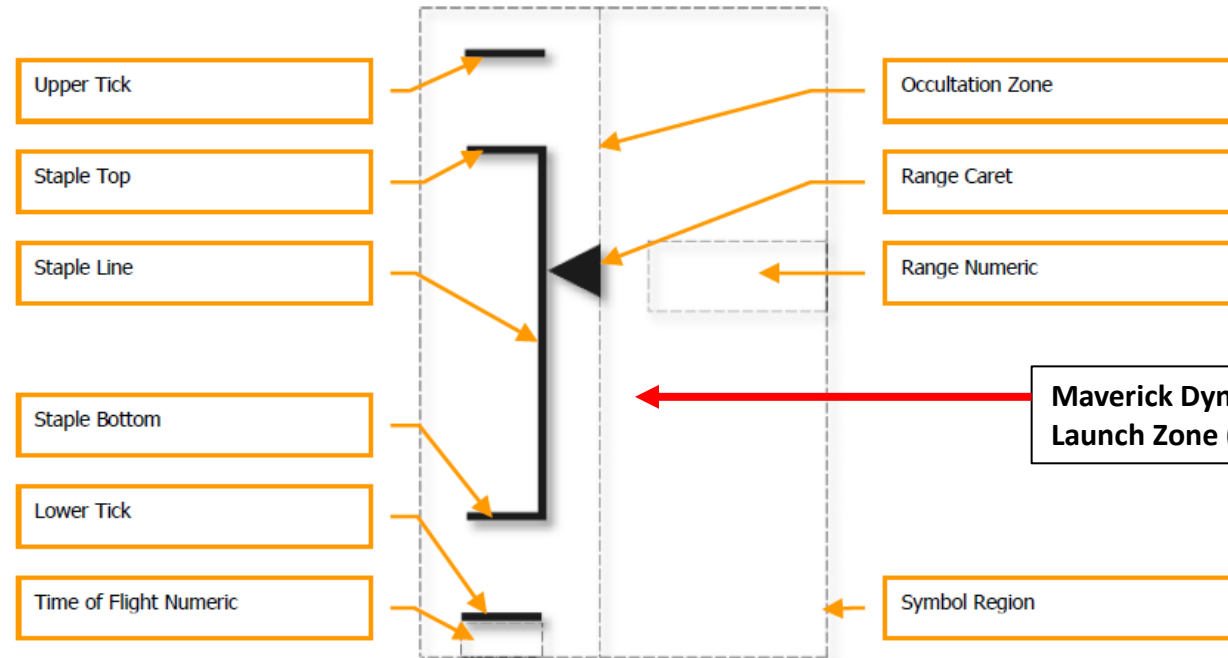 Upper Tick
Staple Top
Staple Line
Staple Bottom
Lower Tick
Time of Flight Numeric
Occultation Zone
Range Caret
Range Numeric
Maverick
Launch Zone
Symbol Region